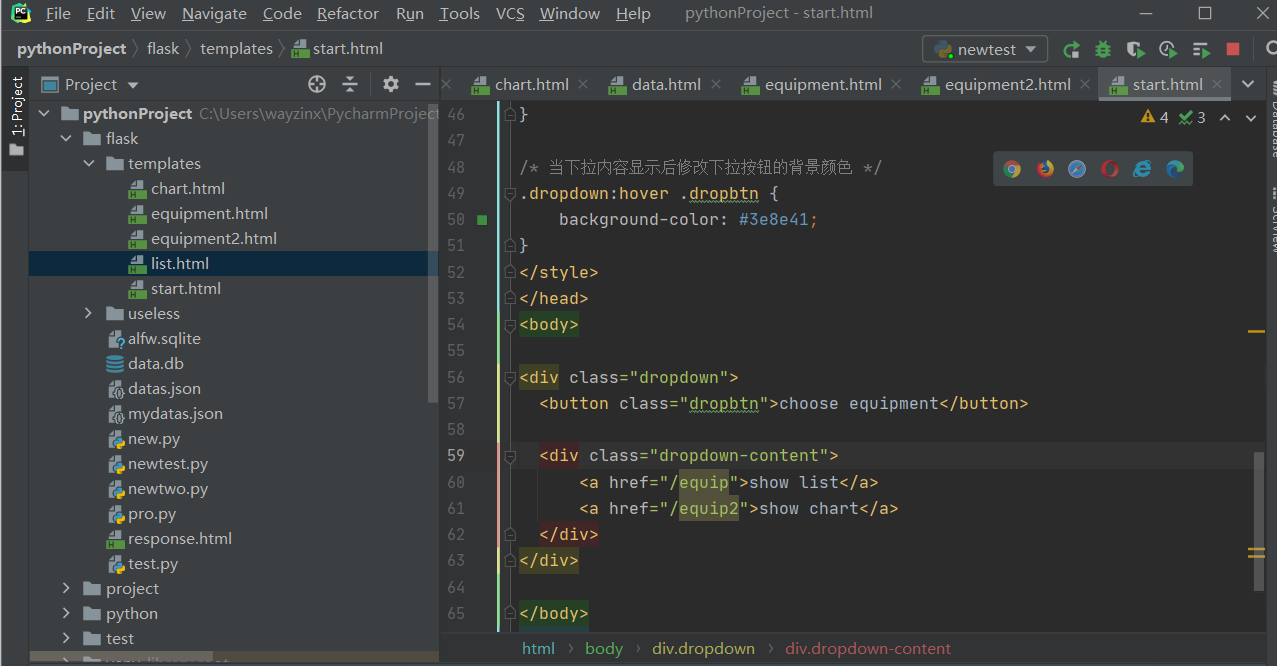 PC File Edit View Navigate Code Refactor Run Tools VCS Window Help pythonProject - start.html
pythonProject flask templates start.html newtest
1: Project
Project
chart.html data.html equipment.html equipment2.html start.html
pythonProject C:\Users\wayzinx\PycharmProject
flask
templates
chart.html
equipment.html
equipment2.html
list.html
start.html
useless
alfw.sqlite
data.db
datas.json
mydatas.json
new.py
newtest.py
newtwo.py
pro.py
response.html
test.py
project
python
test
4 3
46 }
47
48 /* 当下拉内容显示后修改下拉按钮的背景颜色 */
49 .dropdown:hover .dropbtn {
50 background-color: #3e8e41;
51 }
52 </style>
53 </head>
54 <body>
55
56 <div class="dropdown">
57 <button class="dropbtn">choose equipment</button>
58
59 <div class="dropdown-content">
60 <a href="/equip">show list</a>
61 <a href="/equip2">show chart</a>
62 </div>
63 </div>
64
65 </body>
html body div.dropdown div.dropdown-content
Database